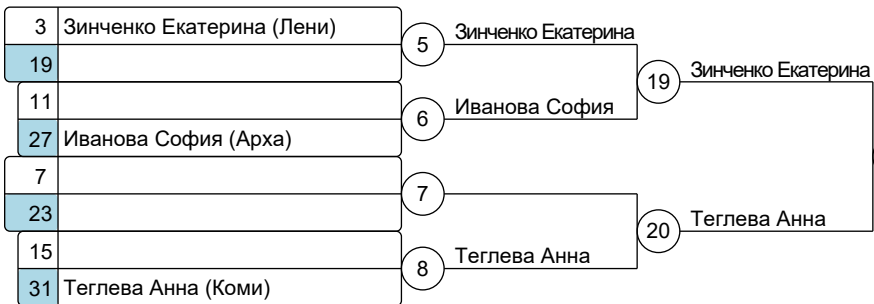 3 Зинченко Екатерина (Лени)
19
5 Зинченко Екатерина
11
27 Иванова София (Арха)
6 Иванова София
19 Зинченко Екатерина
7
23
7
15
31 Теглева Анна (Коми)
8 Теглева Анна
20 Теглева Анна